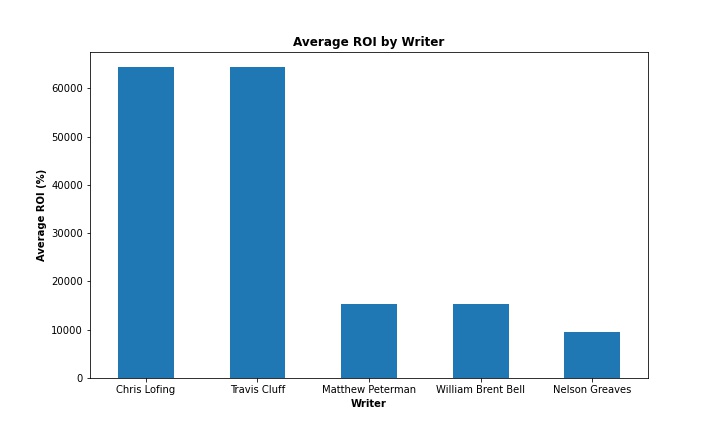 Average ROI by Writer
Average ROI (%)
60000
50000
40000
30000
20000
10000
0
Chris Lofing Travis Cluff Matthew Peterman William Brent Bell Nelson Greaves
Writer